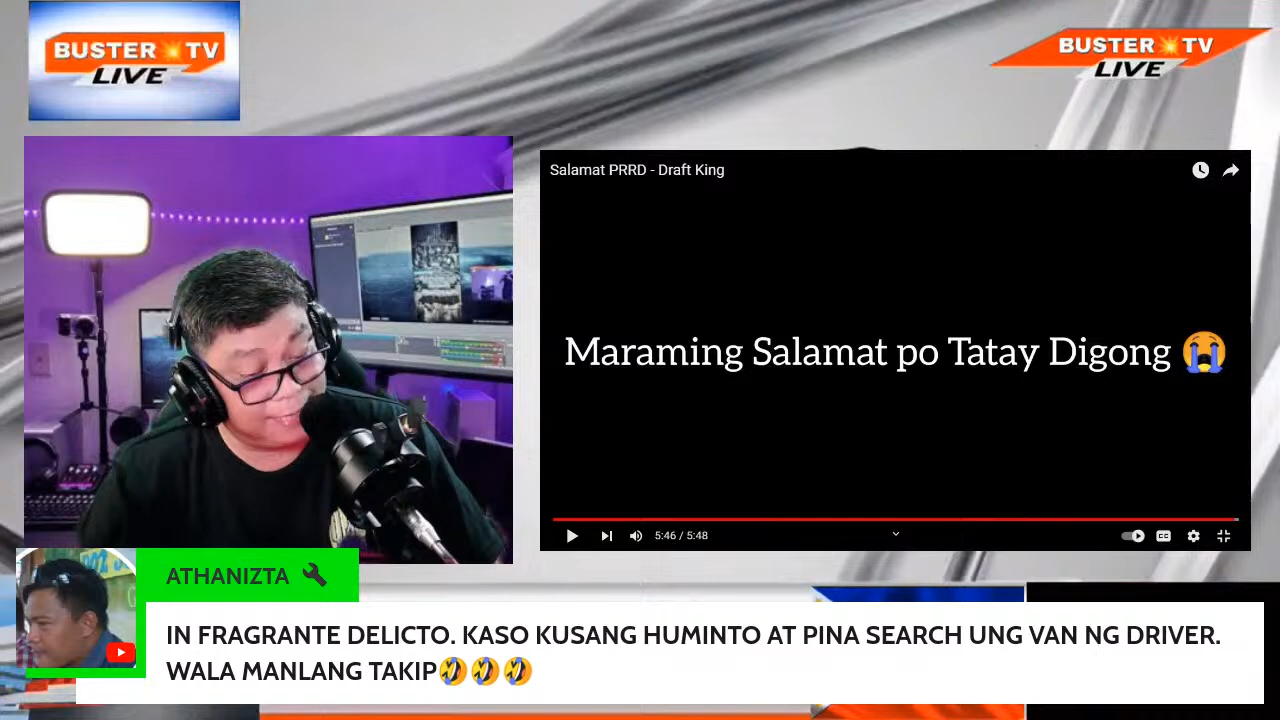 BUSTER TV
LIVE
BUSTER TV
LIVE
Salamat PRRD - Draft King
Maraming Salamat po Tatay Digong 😭
5:46 / 5:48
ATHANIZTA
IN FRAGRANTE DELICTO. KASO KUSANG HUMINTO AT PINA SEARCH UNG VAN NG DRIVER.
WALA MANLANG TAKIP🤣🤣🤣